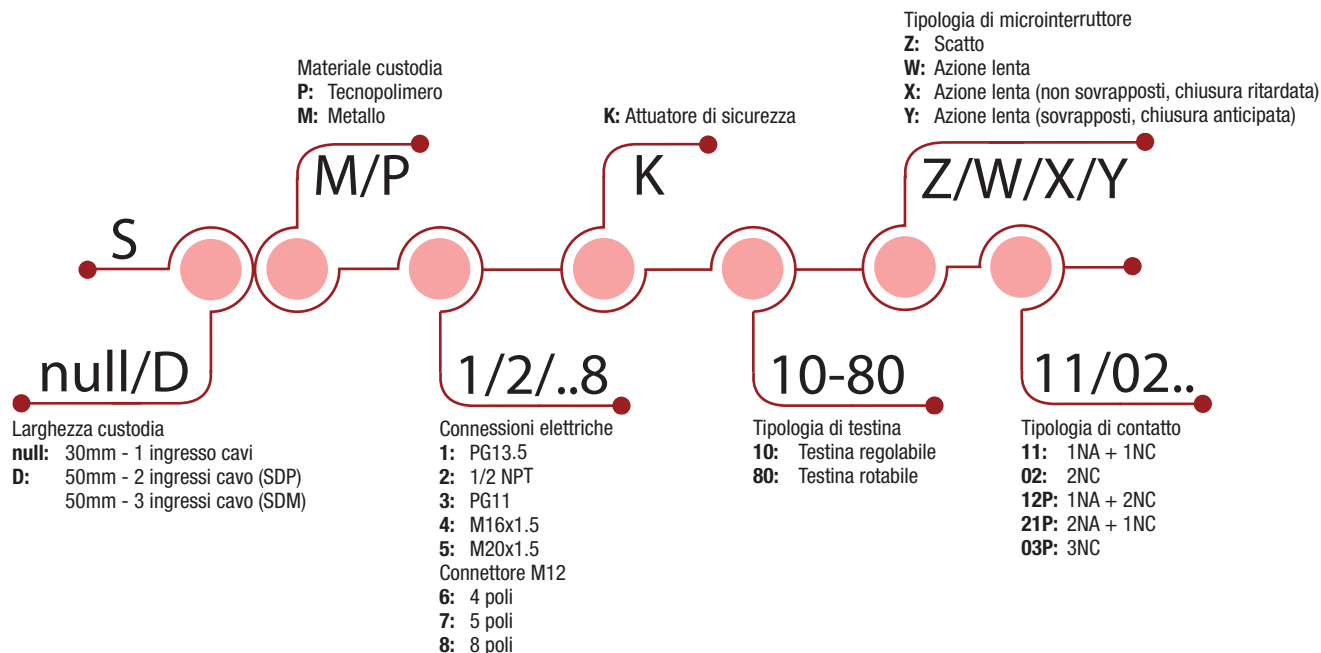 Tipologia di microinterruttore
Z: Scatto
W: Azione lenta
X: Azione lenta (non sovrapposti, chiusura ritardata)
Y: Azione lenta (sovrapposti, chiusura anticipata)
Materiale custodia
P: Tecnopolimero
M: Metallo
K: Attuatore di sicurezza
M/P
K
Z/W/X/Y
S
null/D
1/2/..8
10-80
11/02..
Larghezza custodia
null: 30mm - 1 ingresso cavi
D: 50mm - 2 ingressi cavo (SDP)
50mm - 3 ingressi cavo (SDM)
Connessioni elettriche
1: PG13.5
2: 1/2 NPT
3: PG11
4: M16x1.5
5: M20x1.5
Connettore M12
6: 4 poli
7: 5 poli
8: 8 poli
Tipologia di testina
10: Testina regolabile
80: Testina rotabile
Tipologia di contatto
11: 1NA + 1NC
02: 2NC
12P: 1NA + 2NC
21P: 2NA + 1NC
03P: 3NC